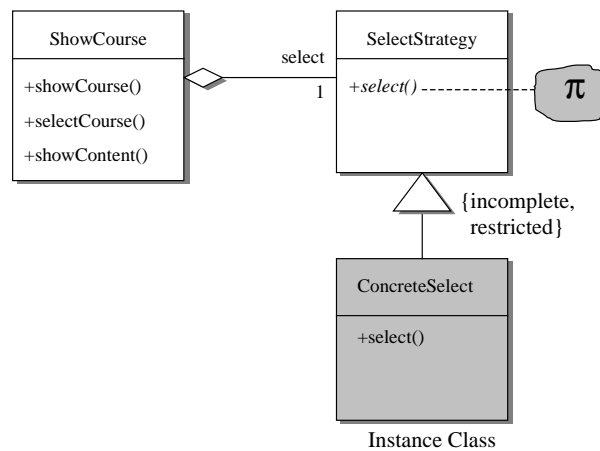 ShowCourse
+showCourse()
+selectCourse()
+showContent()
select
1
SelectStrategy
+select()
π
{incomplete,
restricted}
ConcreteSelect
+select()
Instance Class